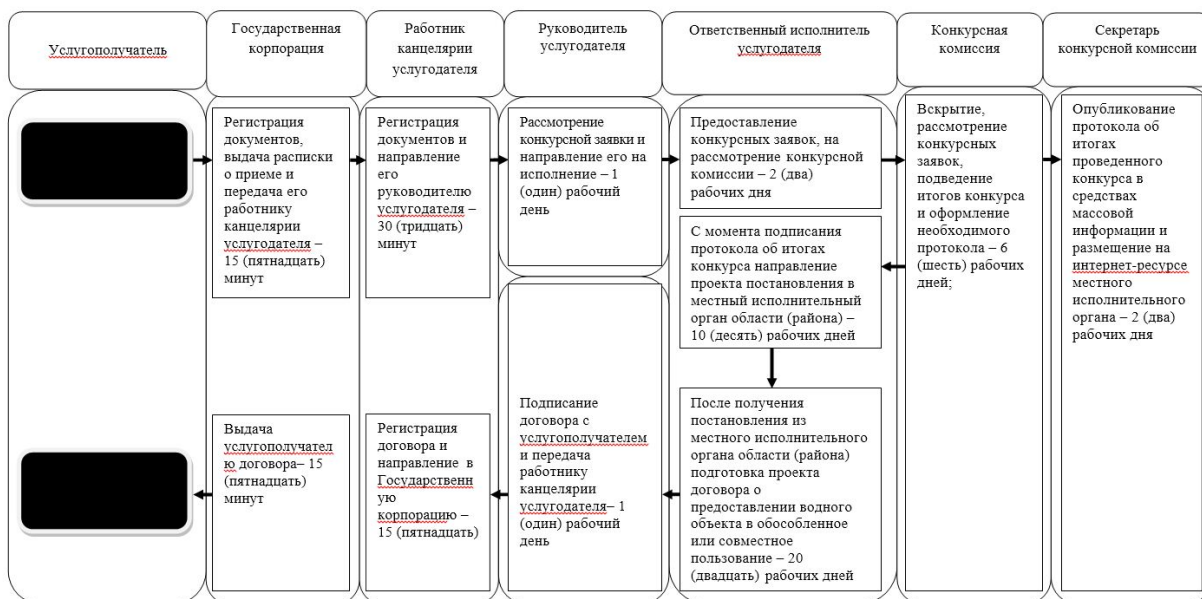 Услугополучатель
Государственная
корпорация
Работник
канцелярии
услугодателя
Руководитель
услугодателя
Ответственный исполнитель
услугодателя
Конкурсная
комиссия
Секретарь
конкурсной комиссии
Регистрация
документов,
выдача расписки
о приеме и
передача его
работнику
канцелярии
услугодателя –
15 (пятнадцать)
минут
Регистрация
документов и
направление
его
руководителю
услугодателя –
30 (тридцать)
минут
Рассмотрение
конкурсной заявки и
направление его на
исполнение – 1
(один) рабочий
день
Предоставление
конкурсных заявок, на
рассмотрение конкурсной
комиссии – 2 (два)
рабочих дня
Вскрытие,
рассмотрение
конкурсных
заявок,
подведение
итогов конкурса
и оформление
необходимого
протокола – 6
(шесть) рабочих
дней;
Опубликование
протокола об
итогах
проведенного
конкурса в
средствах
массовой
информации и
размещение на
интернет-ресурсе
местного
исполнительного
органа – 2 (два)
рабочих дня
С момента подписания
протокола об итогах
конкурса направление
проекта постановления в
местный исполнительный
орган области (района) –
10 (десять) рабочих дней
После получения
постановления из
местного исполнительного
органа области (района)
подготовка проекта
договора о
предоставлении водного
объекта в обособленное
или совместное
пользование – 20
(двадцать) рабочих дней
Подписание
договора с
услугополучателем
и передача
работнику
канцелярии
услугодателя– 1
(один) рабочий
день
Регистрация
договора и
направление в
Государственн
ую
корпорацию –
15 (пятнадцать)
Выдача
услугополучател
ю договора– 15
(пятнадцать)
минут